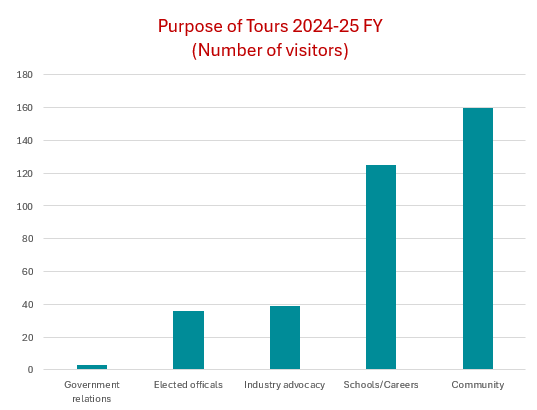 Purpose of Tours 2024-25 FY
(Number of visitors)
180
160
140
120
100
80
60
40
20
0
Government
relations
Elected officals
Industry advocacy
Schools/Careers
Community